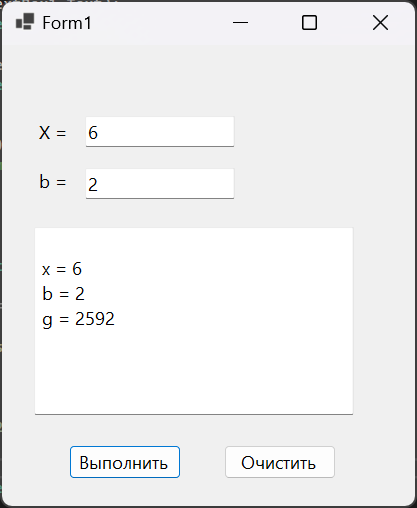 Form1
X = 6
b = 2
x = 6
b = 2
g = 2592
Выполнить Очистить